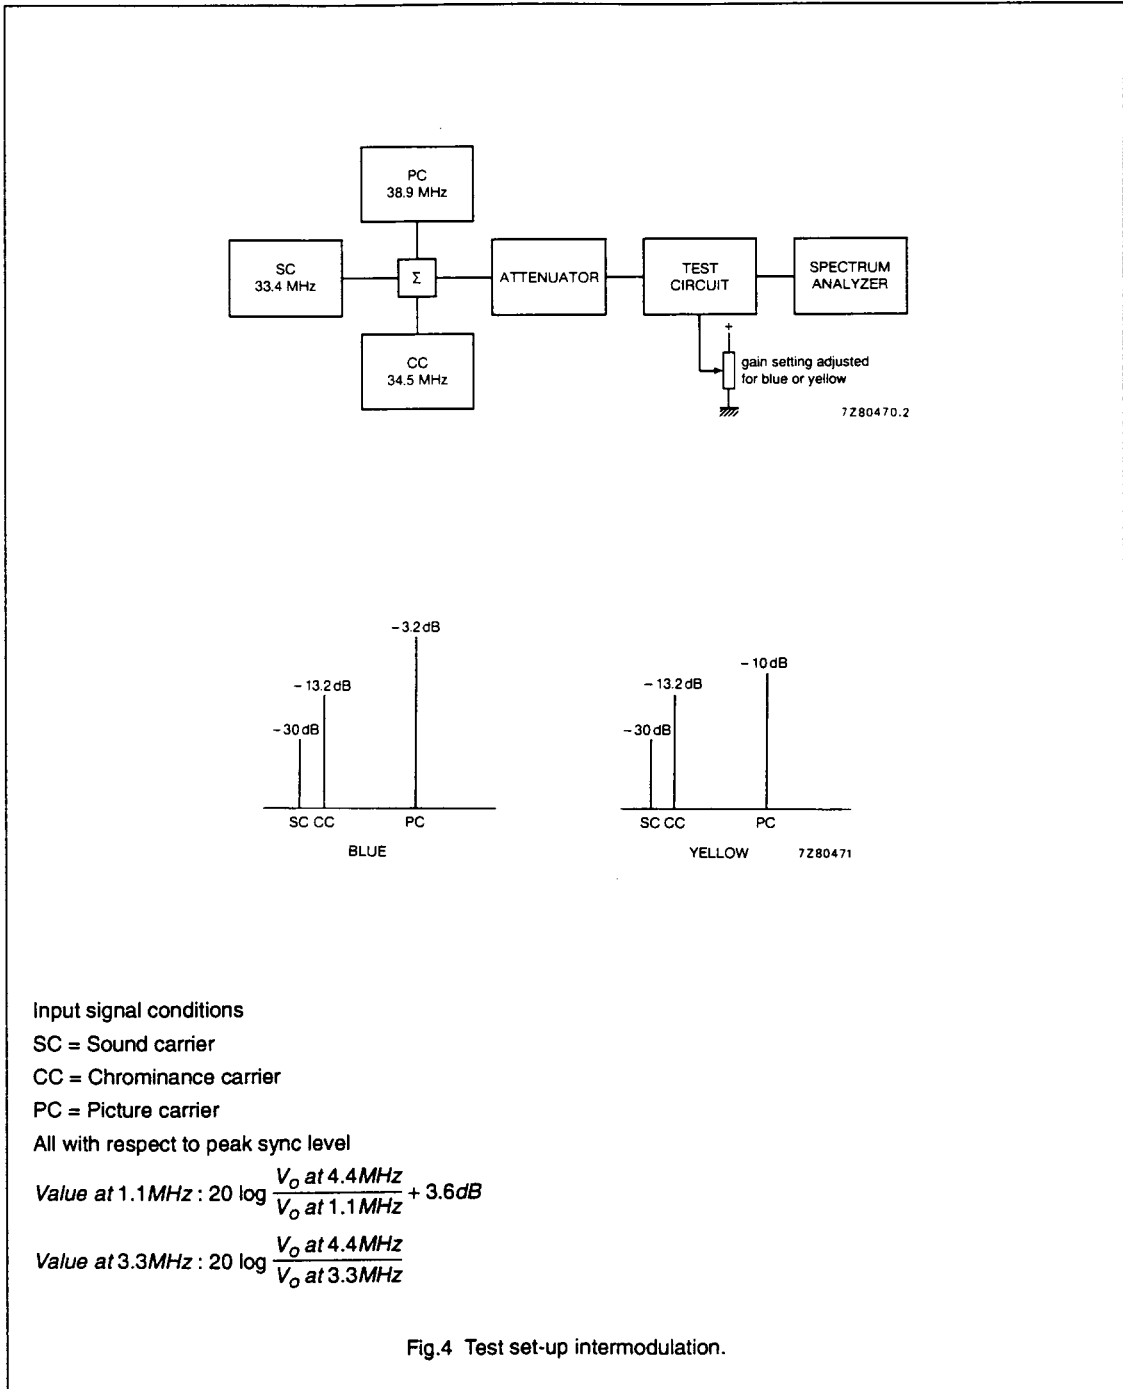 PC
38.9 MHz
SC
33.4 MHz
Σ
ATTENUATOR
TEST
CIRCUIT
SPECTRUM
ANALYZER
CC
34.5 MHz
+
gain setting adjusted
for blue or yellow
7Z80470.2
−3.2dB
−13.2dB
−30dB
SC CC PC
BLUE
−10dB
−13.2dB
−30dB
SC CC PC
YELLOW
7Z80471
Input signal conditions
SC = Sound carrier
CC = Chrominance carrier
PC = Picture carrier
All with respect to peak sync level
Value at 1.1MHz : 20 log V_o at 4.4MHz / V_o at 1.1MHz + 3.6dB
Value at 3.3MHz : 20 log V_o at 4.4MHz / V_o at 3.3MHz
Fig.4 Test set-up intermodulation.